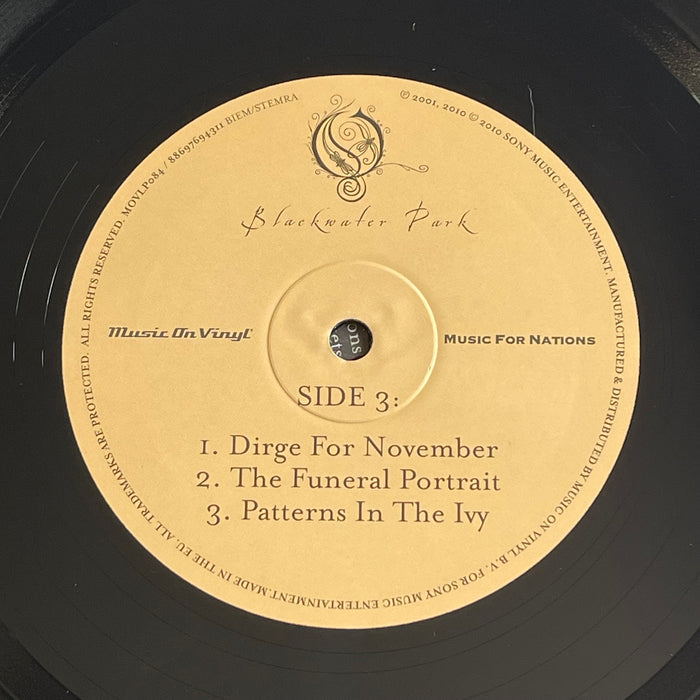 MOVLP084 / 88697694311 BIEM/STEMRA
℗ 2001, 2010 © 2010 SONY MUSIC ENTERTAINMENT. MANUFACTURED & DISTRIBUTED BY MUSIC ON VINYL B.V. FOR SONY MUSIC ENTERTAINMENT. MADE IN THE EU. ALL TRADEMARKS ARE PROTECTED. ALL RIGHTS RESERVED.
Blackwater Park
Music On Vinyl
MUSIC FOR NATIONS
ons
ets
SIDE 3:
1. Dirge For November
2. The Funeral Portrait
3. Patterns In The Ivy